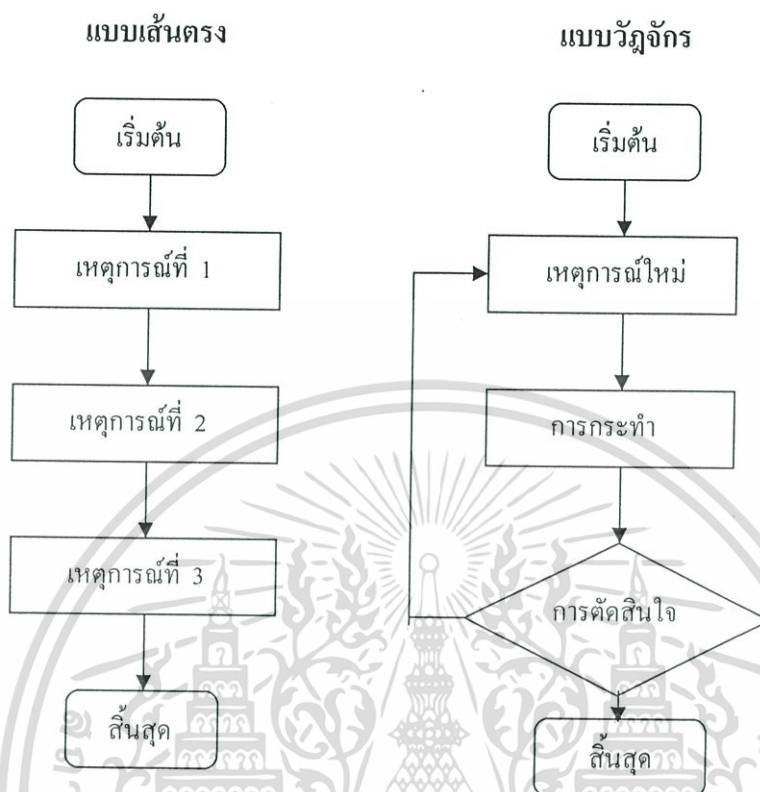 แบบเส้นตรง
เริ่มต้น
เหตุการณ์ที่ 1
เหตุการณ์ที่ 2
เหตุการณ์ที่ 3
สิ้นสุด
แบบวัฎจักร
เริ่มต้น
เหตุการณ์ใหม่
การกระทำ
การตัดสินใจ
สิ้นสุด